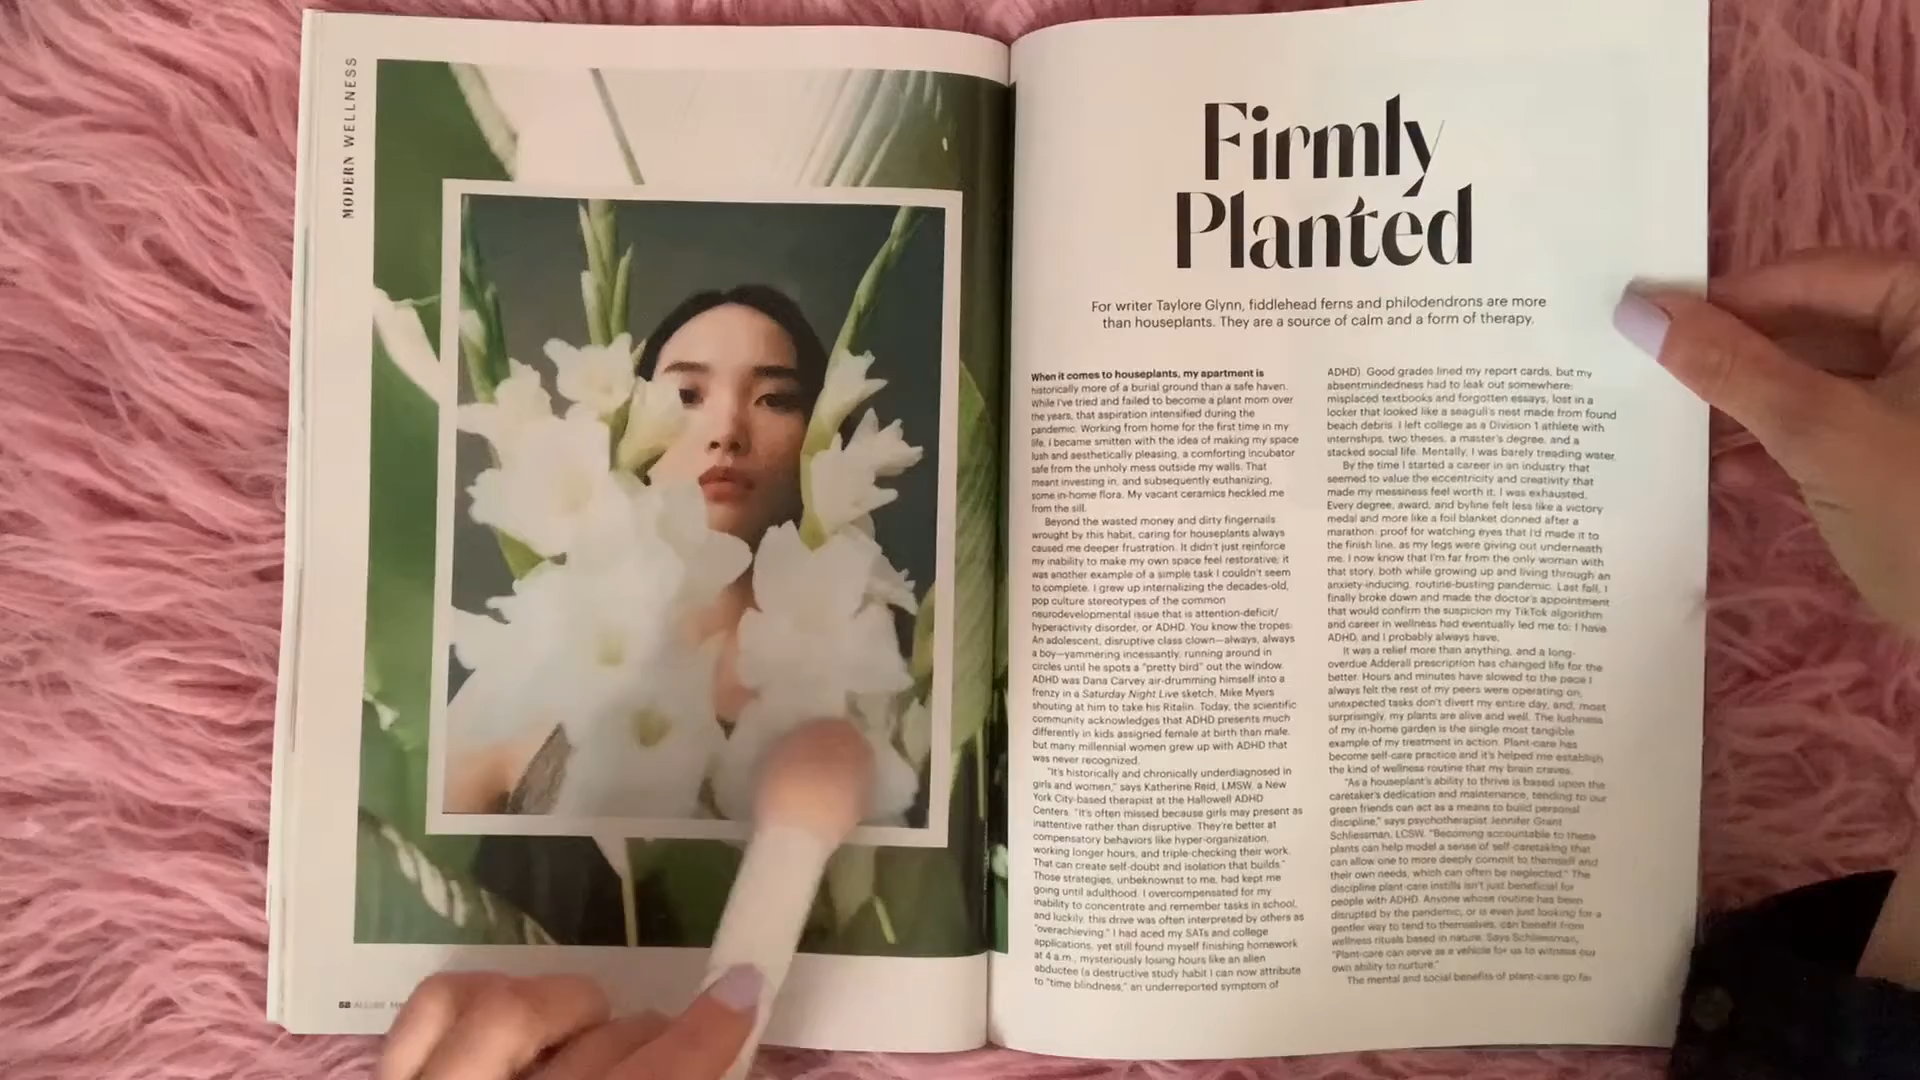 MODERN WELLNESS
58 ALLURE
Firmly
Planted
For writer Taylore Glynn, fiddlehead ferns and philodendrons are more
than houseplants. They are a source of calm and a form of therapy.
When it comes to houseplants, my apartment is
historically more of a burial ground than a safe haven.
While I've tried and failed to become a plant mom over
the years, that aspiration intensified during the
pandemic. Working from home for the first time in my
life, I became smitten with the idea of making my space
lush and aesthetically pleasing, a comforting incubator
safe from the unholy mess outside my walls. That
meant investing in, and subsequently euthanizing,
some in-home flora. My vacant ceramics heckled me
from the sill.
Beyond the wasted money and dirty fingernails
wrought by this habit, caring for houseplants always
caused me deeper frustration. It didn't just reinforce
my inability to make my own space feel restorative; it
was another example of a simple task I couldn't seem
to complete. I grew up internalizing the decades-old,
pop culture stereotypes of the common
neurodevelopmental issue that is attention-deficit/
hyperactivity disorder, or ADHD. You know the tropes:
An adolescent, disruptive class clown—always, always
a boy—yammering incessantly, running around in
circles until he spots a "pretty bird" out the window.
ADHD was Dana Carvey air-drumming himself into a
frenzy in a Saturday Night Live sketch, Mike Myers
shouting at him to take his Ritalin. Today, the scientific
community acknowledges that ADHD presents much
differently in kids assigned female at birth than male,
but many millennial women grew up with ADHD that
was never recognized.
"It's historically and chronically underdiagnosed in
girls and women," says Katherine Reid, LMSW, a New
York City-based therapist at the Hallowell ADHD
Centers. "It's often missed because girls may present as
inattentive rather than disruptive. They're better at
compensatory behaviors like hyper-organization,
working longer hours, and triple-checking their work.
That can create self-doubt and isolation that builds."
Those strategies, unbeknownst to me, had kept me
going until adulthood. I overcompensated for my
inability to concentrate and remember tasks in school,
and luckily, this drive was often interpreted by others as
"overachieving." I had aced my SATs and college
applications, yet still found myself finishing homework
at 4 a.m., mysteriously losing hours like an alien
abductee (a destructive study habit I can now attribute
to "time blindness," an underreported symptom of
ADHD). Good grades lined my report cards, but my
absentmindedness had to leak out somewhere:
misplaced textbooks and forgotten essays, lost in a
locker that looked like a seagull's nest made from found
beach debris. I left college as a Division 1 athlete with
internships, two theses, a master's degree, and a
stacked social life. Mentally, I was barely treading water.
By the time I started a career in an industry that
seemed to value the eccentricity and creativity that
made my messiness feel worth it, I was exhausted.
Every degree, award, and byline felt less like a victory
medal and more like a foil blanket donned after a
marathon: proof for watching eyes that I'd made it to
the finish line, as my legs were giving out underneath
me. I now know that I'm far from the only woman with
that story, both while growing up and living through an
anxiety-inducing, routine-busting pandemic. Last fall, I
finally broke down and made the doctor's appointment
that would confirm the suspicion my TikTok algorithm
and career in wellness had eventually led me to: I have
ADHD, and I probably always have.
It was a relief more than anything, and a long-
overdue Adderall prescription has changed life for the
better. Hours and minutes have slowed to the pace I
always felt the rest of my peers were operating on,
unexpected tasks don't divert my entire day, and, most
surprisingly, my plants are alive and well. The lushness
of my in-home garden is the single most tangible
example of my treatment in action. Plant-care has
become self-care practice and it's helped me establish
the kind of wellness routine that my brain craves.
"As a houseplant's ability to thrive is based upon the
caretaker's dedication and maintenance, tending to our
green friends can act as a means to build personal
discipline," says psychotherapist Jennifer Grant
Schliessman, LCSW. "Becoming accountable to these
plants can help model a sense of self-caretaking that
can allow one to more deeply commit to themself and
their own needs, which can often be neglected." The
discipline plant-care instills isn't just beneficial for
people with ADHD. Anyone whose routine has been
disrupted by the pandemic, or is even just looking for a
gentler way to tend to themselves, can benefit from
wellness rituals based in nature. Says Schliessman,
"Plant-care can serve as a vehicle for us to witness our
own ability to nurture."
The mental and social benefits of plant-care go far